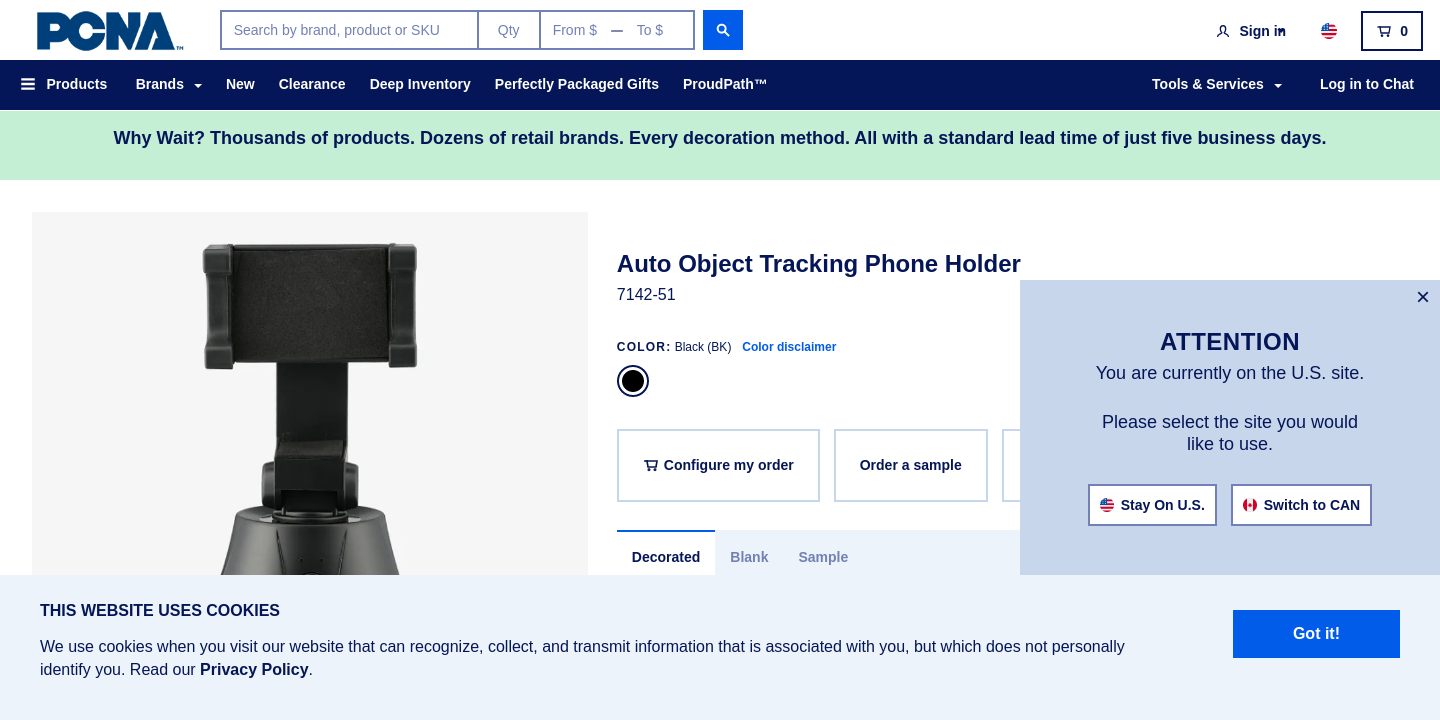 PCNA™
Search by brand, product or SKU
Qty
From $ — To $
Sign in
0
Products
Brands
New
Clearance
Deep Inventory
Perfectly Packaged Gifts
ProudPath™
Tools & Services
Log in to Chat
Why Wait? Thousands of products. Dozens of retail brands. Every decoration method. All with a standard lead time of just five business days.
Auto Object Tracking Phone Holder
7142-51
COLOR: Black (BK) Color disclaimer
Configure my order
Order a sample
Decorated
Blank
Sample
×
ATTENTION
You are currently on the U.S. site.
Please select the site you would
like to use.
Stay On U.S.
Switch to CAN
THIS WEBSITE USES COOKIES
We use cookies when you visit our website that can recognize, collect, and transmit information that is associated with you, but which does not personally
identify you. Read our Privacy Policy.
Got it!